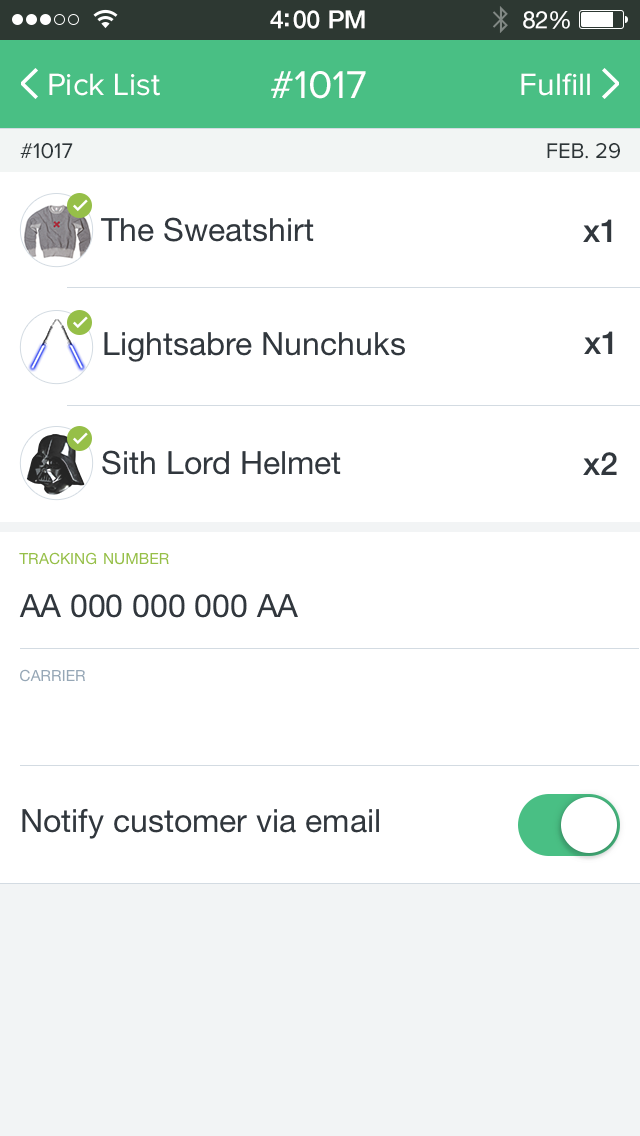 4:00 PM 82%
Pick List #1017 Fulfill
#1017 FEB. 29
The Sweatshirt x1
Lightsabre Nunchuks x1
Sith Lord Helmet x2
TRACKING NUMBER
AA 000 000 000 AA
CARRIER
Notify customer via email